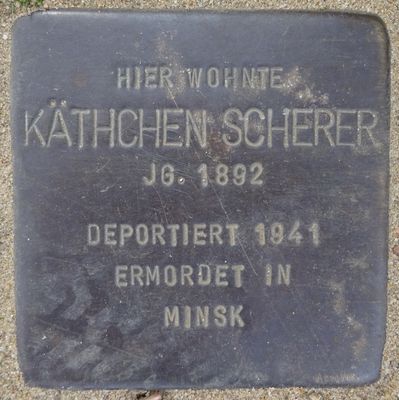 HIER WOHNTE
KÄTHCHEN SCHERER
JG. 1892
DEPORTIERT 1941
ERMORDET IN
MINSK